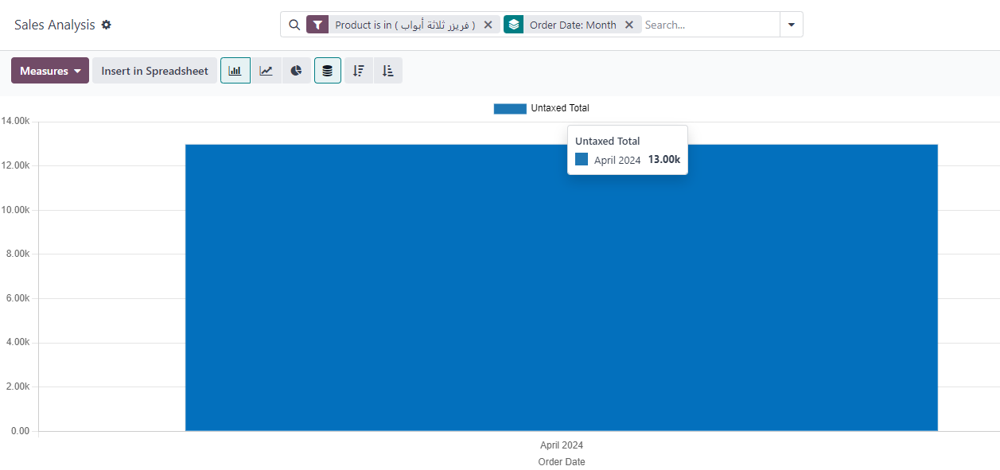 Sales Analysis
Product is in ( فريزر ثلاثة أبواب ) Order Date: Month Search...
Measures Insert in Spreadsheet
Untaxed Total
14.00k
Untaxed Total
April 2024 13.00k
12.00k
10.00k
8.00k
6.00k
4.00k
2.00k
0.00
April 2024
Order Date